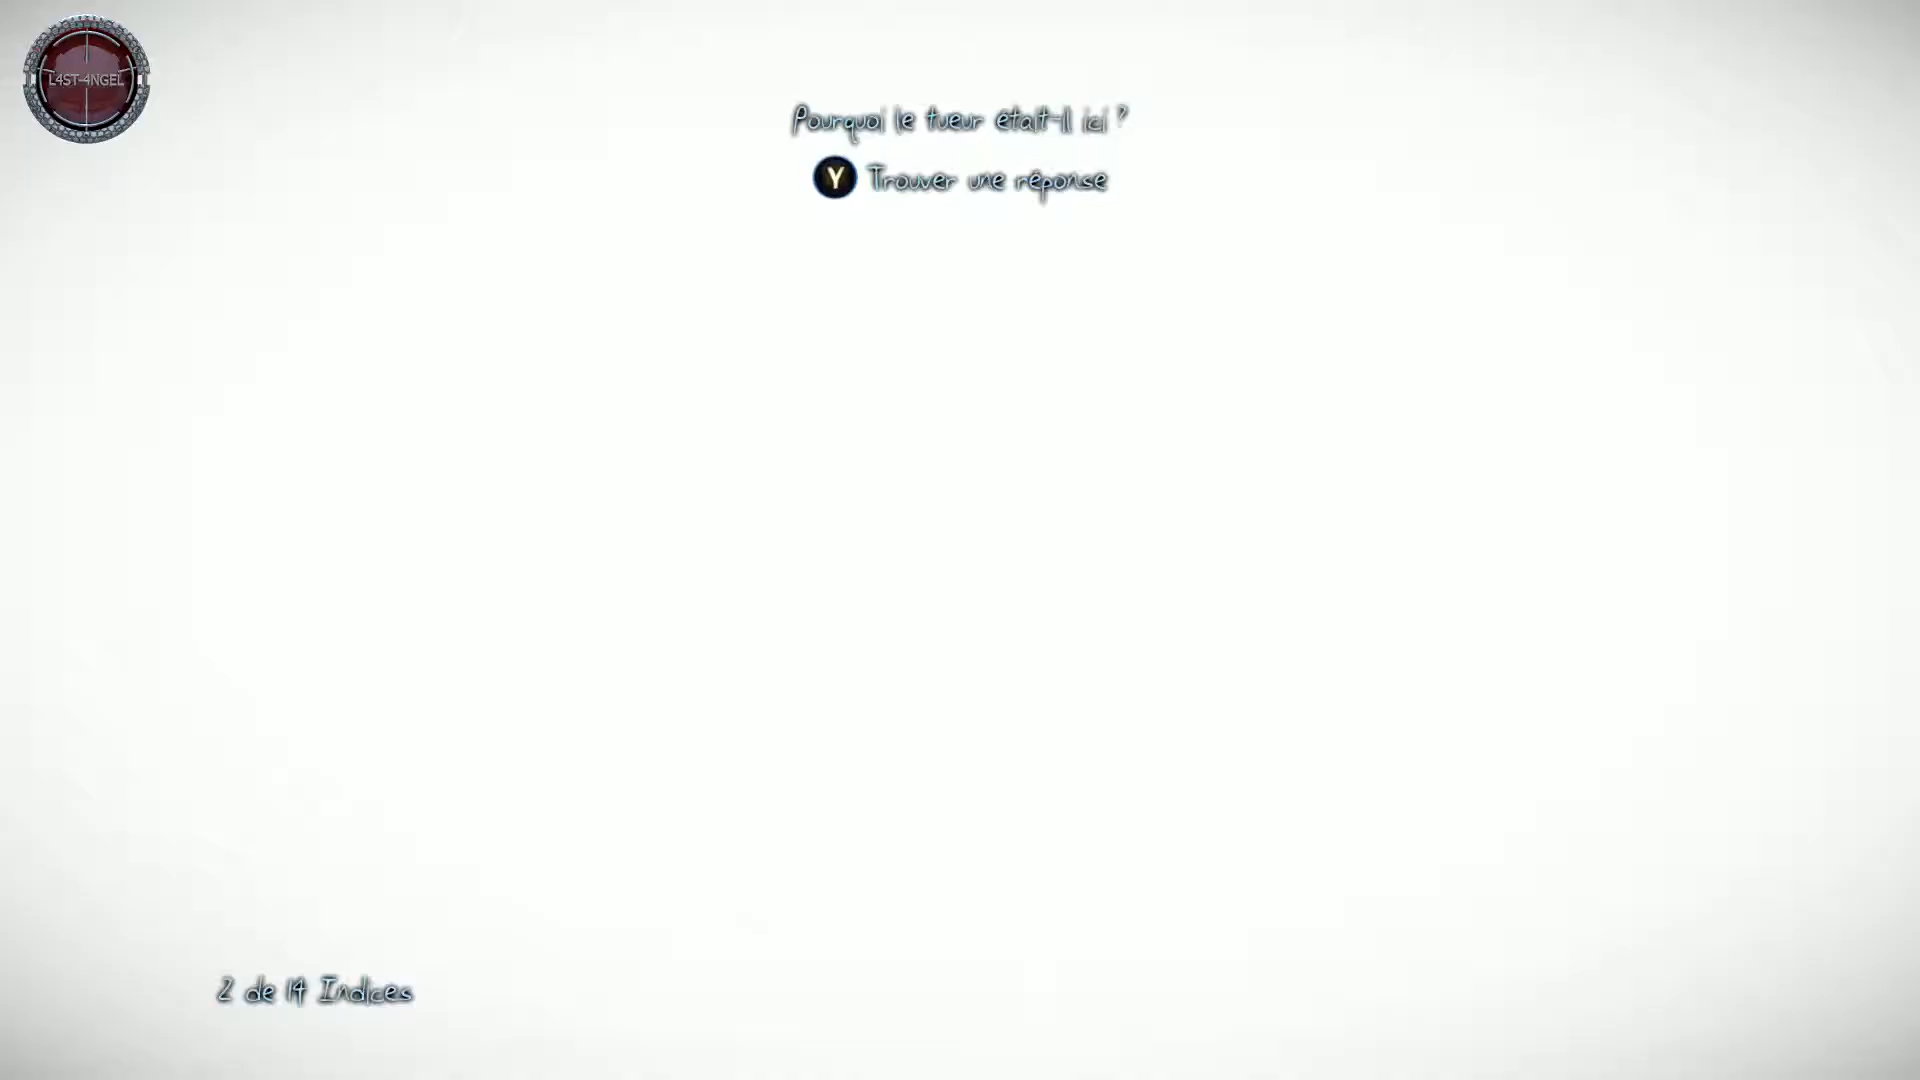 L4ST-4NGEL
Pourquoi le tueur était-il ici ?
Y Trouver une réponse
2 de 14 Indices